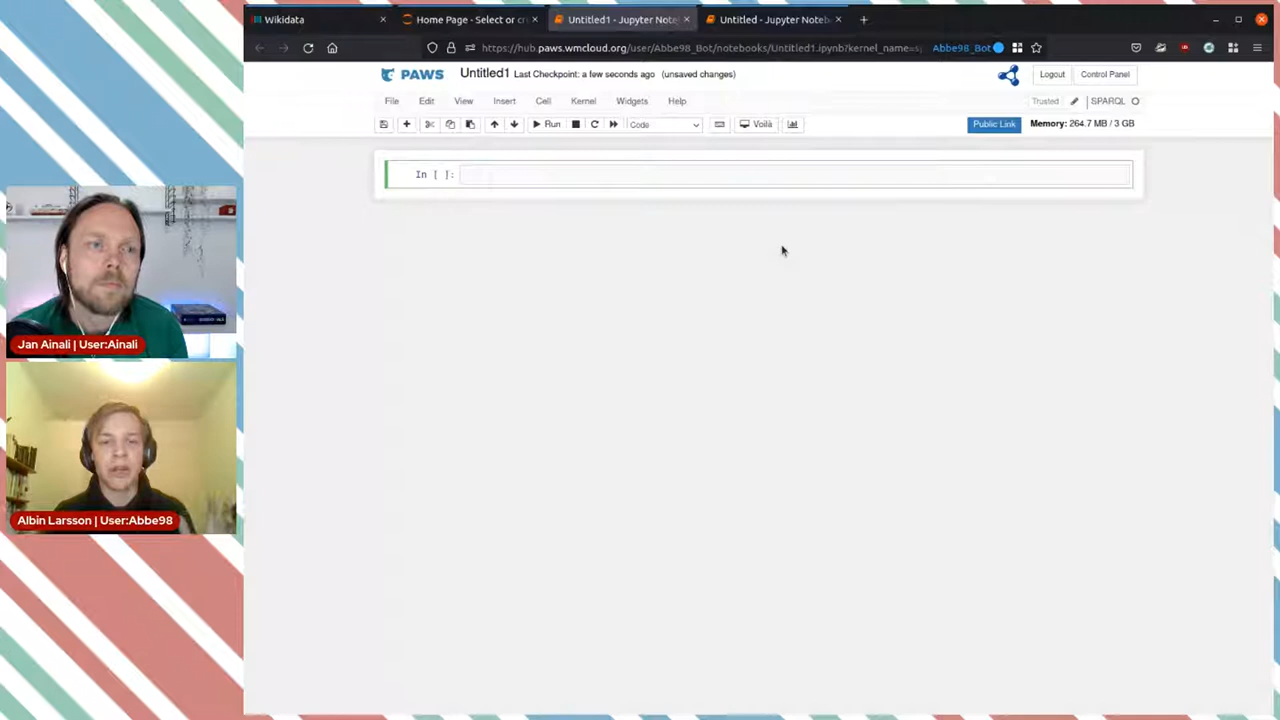 Wikidata
Home Page - Select or cr
Untitled1 - Jupyter Note
Untitled - Jupyter Noteb
https://hub.paws.wmcloud.org/user/Abbe98_Bot/notebooks/Untitled1.ipynb?kernel_name=s
Abbe98_Bot
PAWS
Untitled1 Last Checkpoint: a few seconds ago (unsaved changes)
Logout
Control Panel
File Edit View Insert Cell Kernel Widgets Help
Trusted
SPARQL
Run
Code
Voilà
Public Link
Memory: 264.7 MB / 3 GB
In [ ]:
Jan Ainali | User:Ainali
Albin Larsson | User:Abbe98